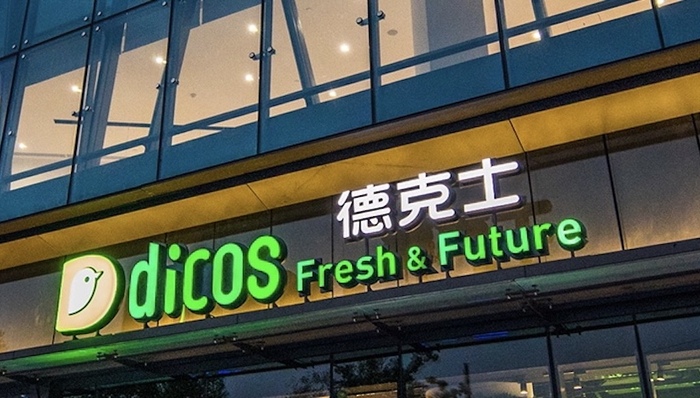 德克士
dicos Fresh & Future